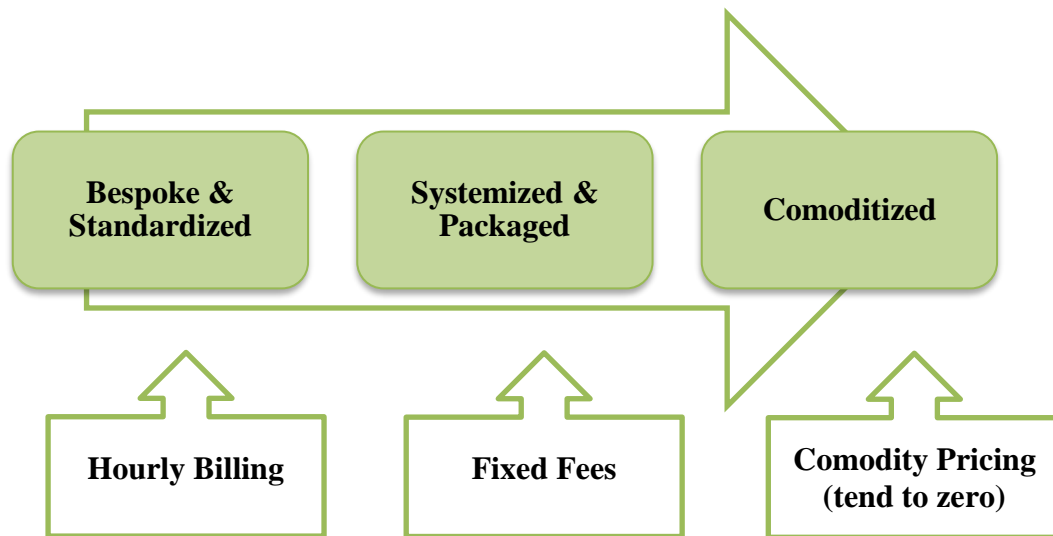 Bespoke &
Standardized
Systemized &
Packaged
Comoditized
Hourly Billing
Fixed Fees
Comodity Pricing
(tend to zero)